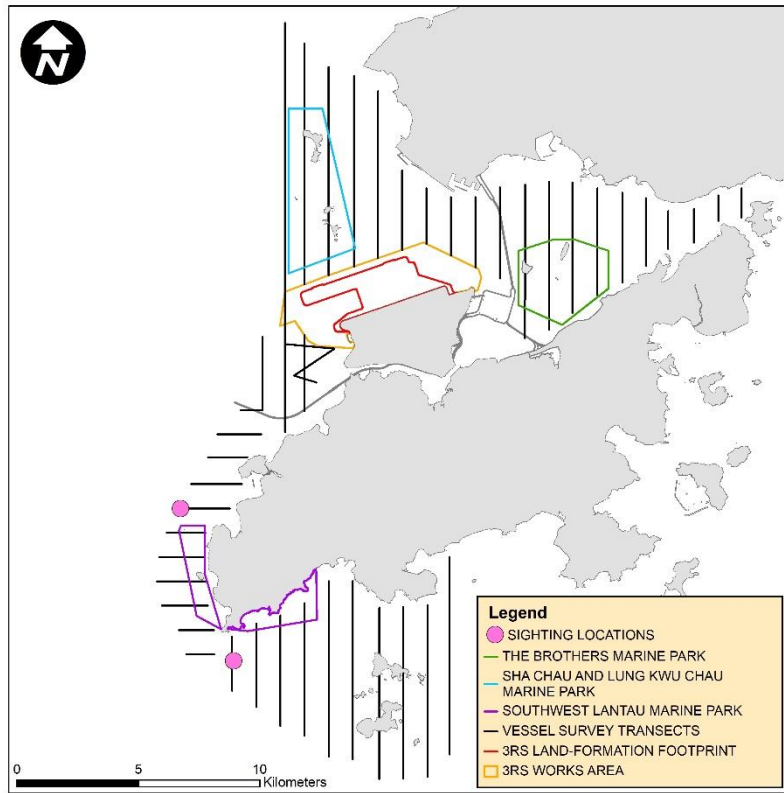 N
Legend
SIGHTING LOCATIONS
THE BROTHERS MARINE PARK
SHA CHAU AND LUNG KWU CHAU
MARINE PARK
SOUTHWEST LANTAU MARINE PARK
VESSEL SURVEY TRANSECTS
3RS LAND-FORMATION FOOTPRINT
3RS WORKS AREA
0 5 10
Kilometers